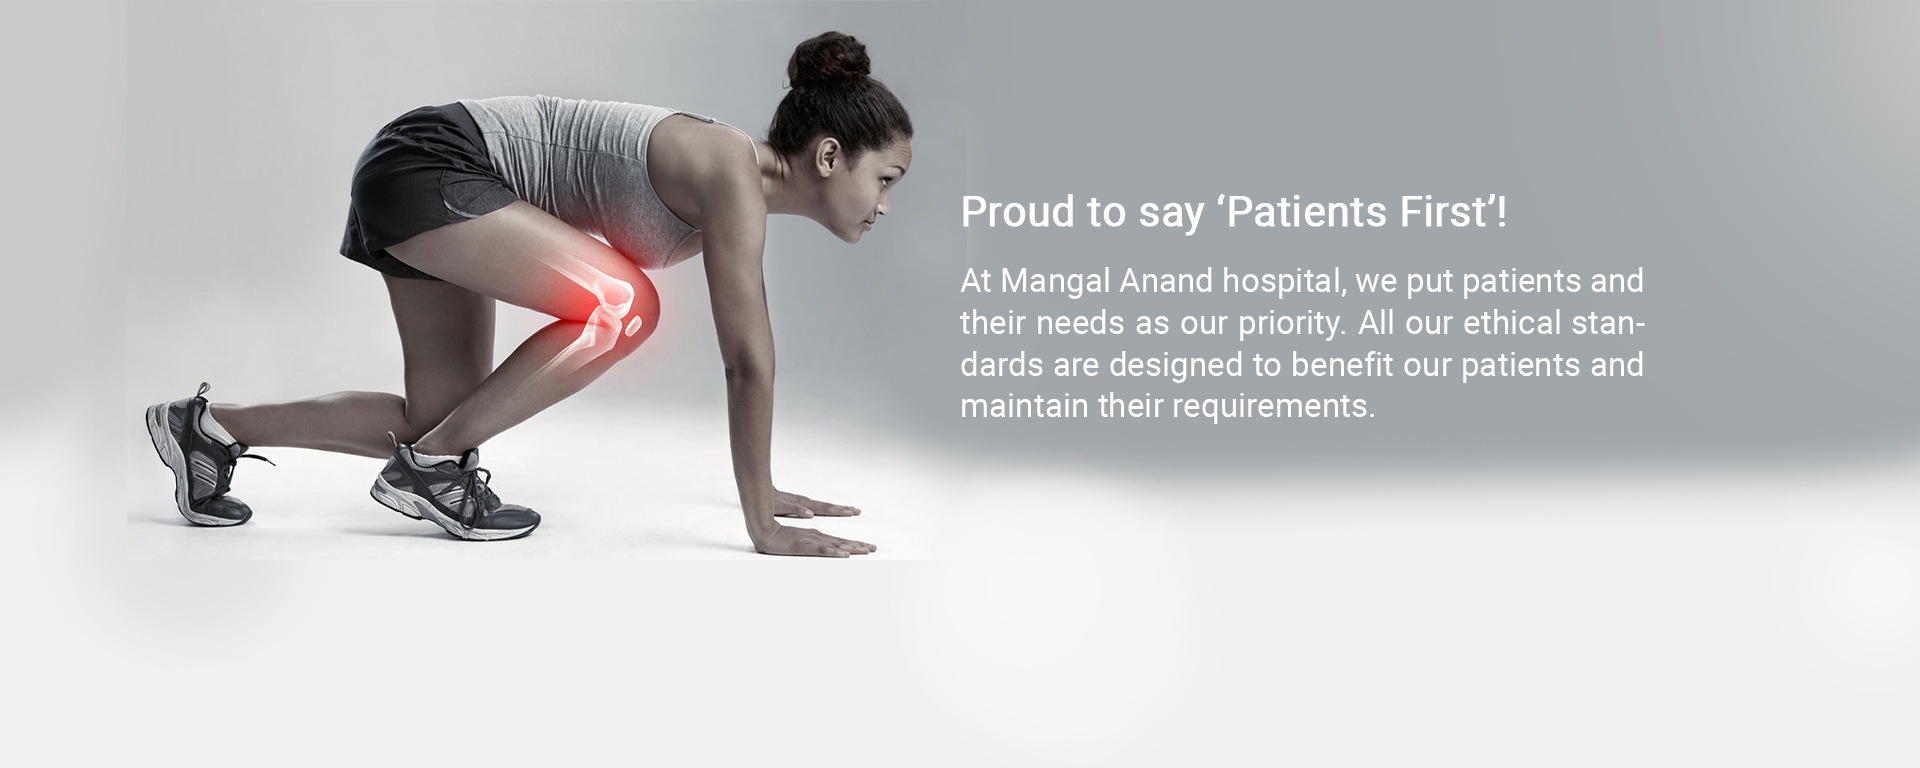 Proud to say ‘Patients First’!
At Mangal Anand hospital, we put patients and
their needs as our priority. All our ethical stan-
dards are designed to benefit our patients and
maintain their requirements.